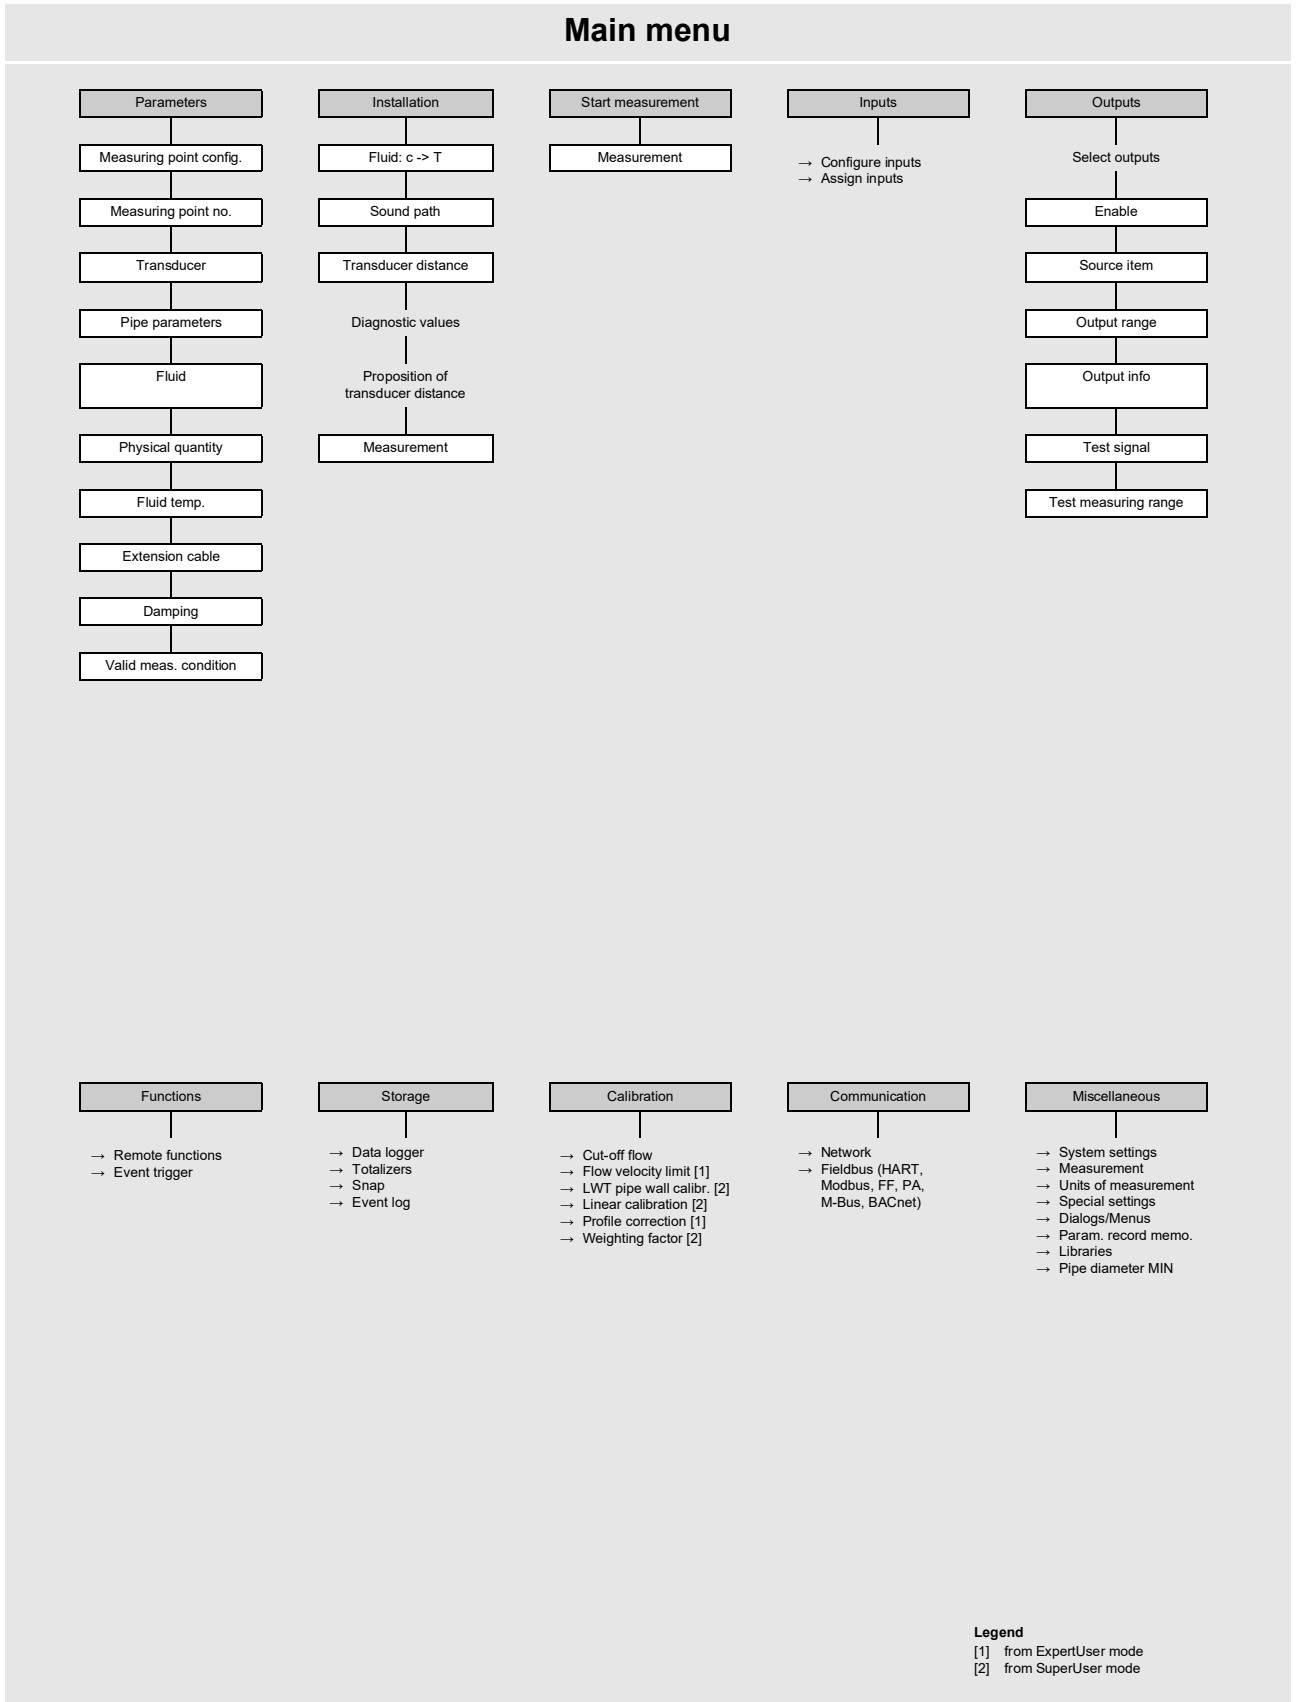 Main menu
Parameters
Measuring point config.
Measuring point no.
Transducer
Pipe parameters
Fluid
Physical quantity
Fluid temp.
Extension cable
Damping
Valid meas. condition
Installation
Fluid: c -> T
Sound path
Transducer distance
Diagnostic values
Proposition of
transducer distance
Measurement
Start measurement
Measurement
Inputs
→ Configure inputs
→ Assign inputs
Outputs
Select outputs
Enable
Source item
Output range
Output info
Test signal
Test measuring range
Functions
→ Remote functions
→ Event trigger
Storage
→ Data logger
→ Totalizers
→ Snap
→ Event log
Calibration
→ Cut-off flow
→ Flow velocity limit [1]
→ LWT pipe wall calibr. [2]
→ Linear calibration [2]
→ Profile correction [1]
→ Weighting factor [2]
Communication
→ Network
→ Fieldbus (HART,
Modbus, FF, PA,
M-Bus, BACnet)
Miscellaneous
→ System settings
→ Measurement
→ Units of measurement
→ Special settings
→ Dialogs/Menus
→ Param. record memo.
→ Libraries
→ Pipe diameter MIN
Legend
[1] from ExpertUser mode
[2] from SuperUser mode